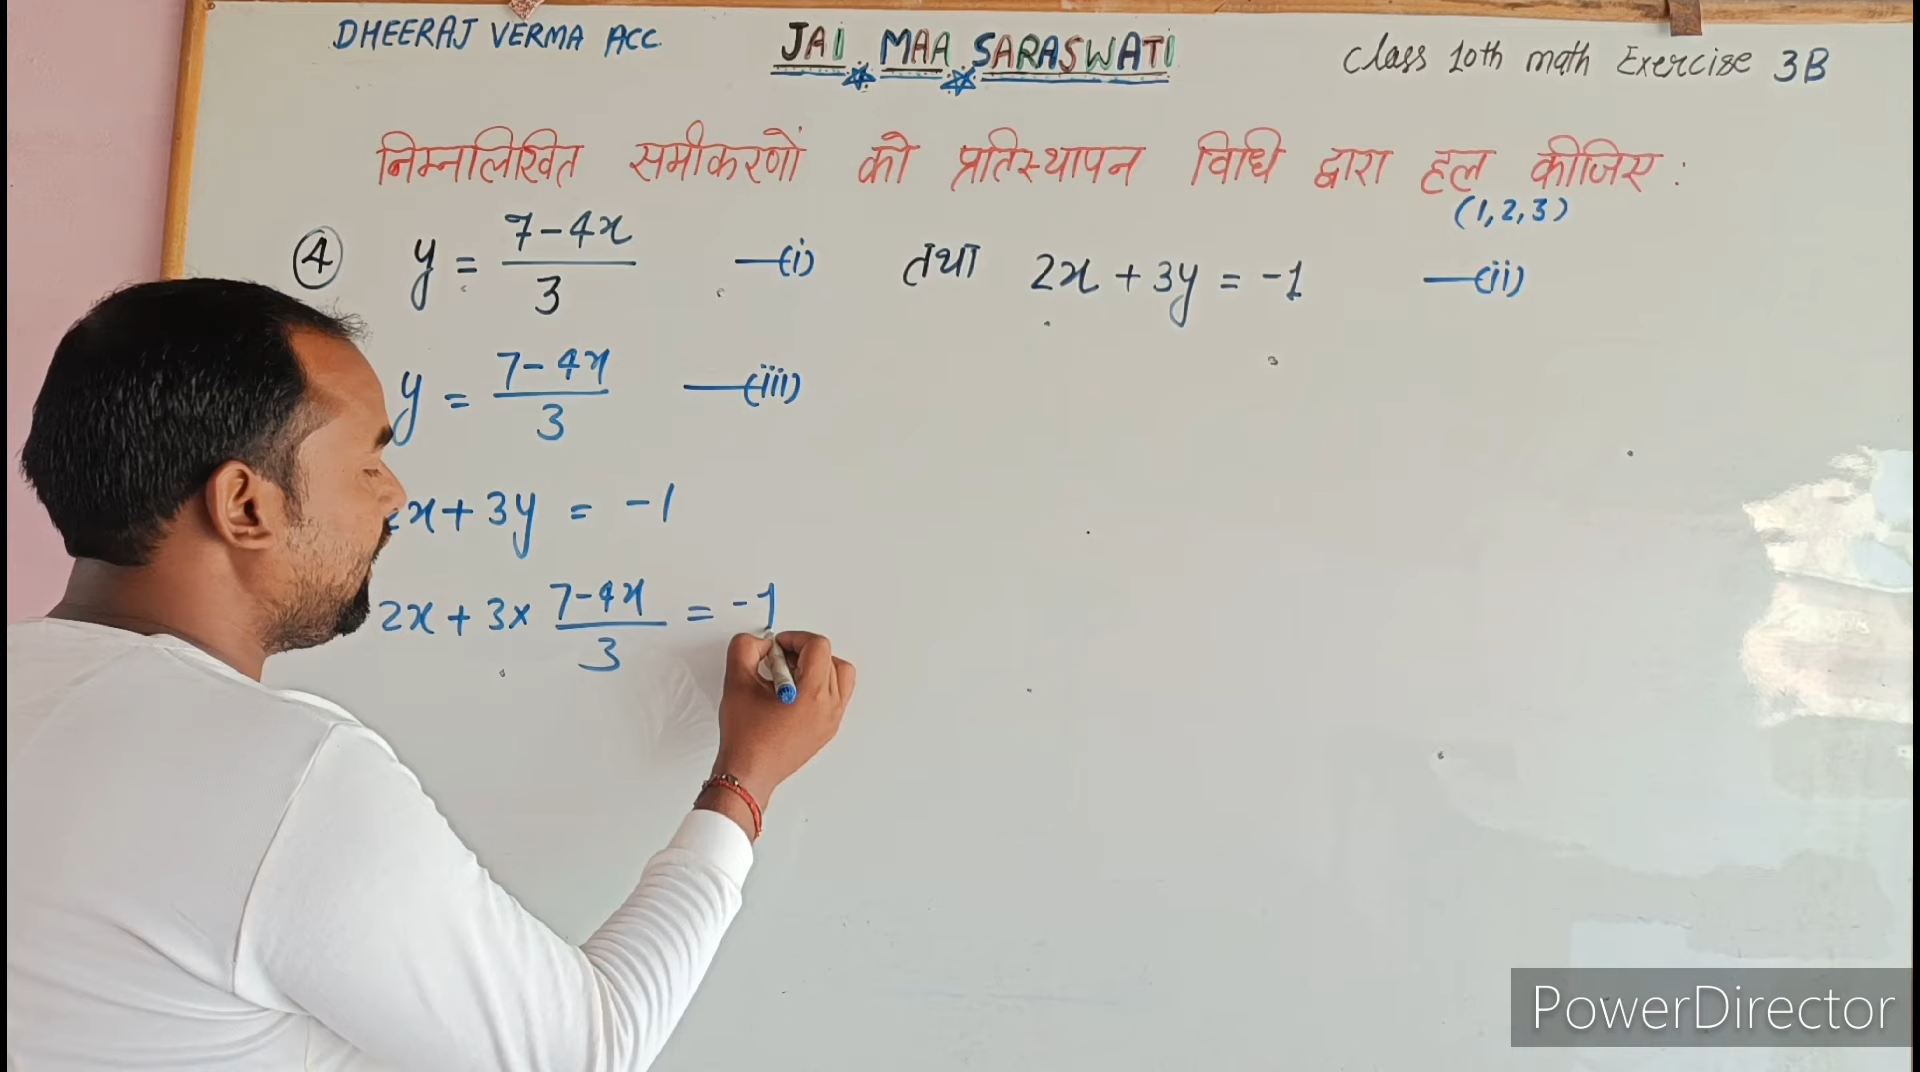 DHEERAJ VERMA ACC. JAI MAA SARASWATI Class 10th math Exercise 3B
निम्नलिखित समीकरणों को प्रतिस्थापन विधि द्वारा हल कीजिए :
(1,2,3)
④ y = (7-4x)/3 —(i) तथा 2x + 3y = -1 —(ii)
y = (7-4x)/3 —(iii)
x + 3y = -1
2x + 3× (7-4x)/3 = -1
PowerDirector